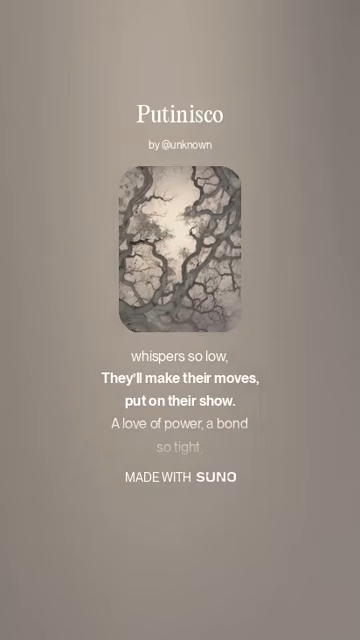 Putinisco
by @unknown
whispers so low,
They'll make their moves,
put on their show.
A love of power, a bond
so tight,
MADE WITH SUNO